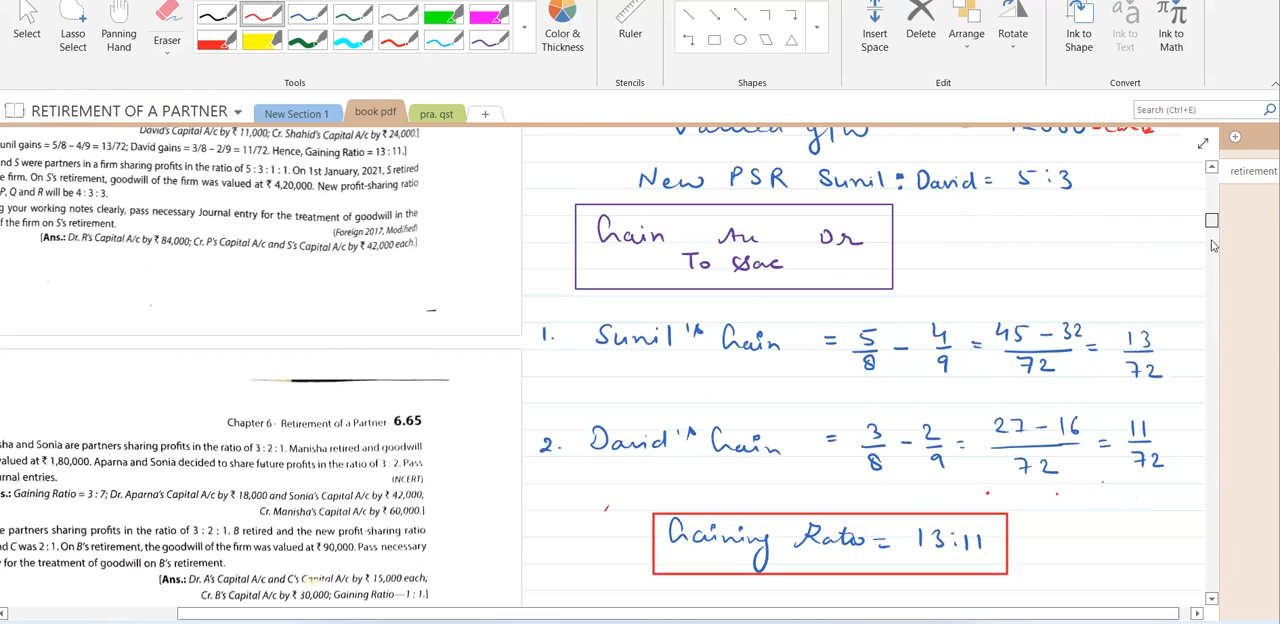 Select
Lasso Select
Panning Hand
Eraser
Color & Thickness
Ruler
Insert Space
Delete
Arrange
Rotate
Ink to Shape
Ink to Text
Ink to Math
Tools
Stencils
Shapes
Edit
Convert
RETIREMENT OF A PARTNER
New Section 1
book pdf
pra. qst
Search (Ctrl+E)
retirement
David's Capital A/c by ₹ 11,000; Cr. Shahid's Capital A/c by ₹ 24,000.]
unil gains = 5/8 – 4/9 = 13/72; David gains = 3/8 – 2/9 = 11/72. Hence, Gaining Ratio = 13 : 11.]
nd S were partners in a firm sharing profits in the ratio of 5 : 3 : 1 : 1. On 1st January, 2021, S retired
e firm. On S's retirement, goodwill of the firm was valued at ₹ 4,20,000. New profit-sharing ratio
P, Q and R will be 4 : 3 : 3.
g your working notes clearly, pass necessary Journal entry for the treatment of goodwill in the
f the firm on S's retirement.
(Foreign 2017, Modified)
[Ans.: Dr. R's Capital A/c by ₹ 84,000; Cr. P's Capital A/c and S's Capital A/c by ₹ 42,000 each.]
Chapter 6 · Retirement of a Partner 6.65
sha and Sonia are partners sharing profits in the ratio of 3 : 2 : 1. Manisha retired and goodwill
valued at ₹ 1,80,000. Aparna and Sonia decided to share future profits in the ratio of 3 : 2. Pass
urnal entries.
(NCERT)
s.: Gaining Ratio = 3 : 7; Dr. Aparna's Capital A/c by ₹ 18,000 and Sonia's Capital A/c by ₹ 42,000,
Cr. Manisha's Capital A/c by ₹ 60,000.]
e partners sharing profits in the ratio of 3 : 2 : 1. B retired and the new profit-sharing ratio
nd C was 2 : 1. On B's retirement, the goodwill of the firm was valued at ₹ 90,000. Pass necessary
for the treatment of goodwill on B's retirement.
[Ans.: Dr. A's Capital A/c and C's Capital A/c by ₹ 15,000 each;
Cr. B's Capital A/c by ₹ 30,000; Gaining Ratio—1 : 1.]
g/w
New PSR Sunil : David = 5 : 3
Gain Dr
To Sac
1. Sunil's Gain = 5/8 - 4/9 = 45 - 32/72 = 13/72
2. David's Gain = 3/8 - 2/9 = 27 - 16/72 = 11/72
Gaining Ratio = 13 : 11